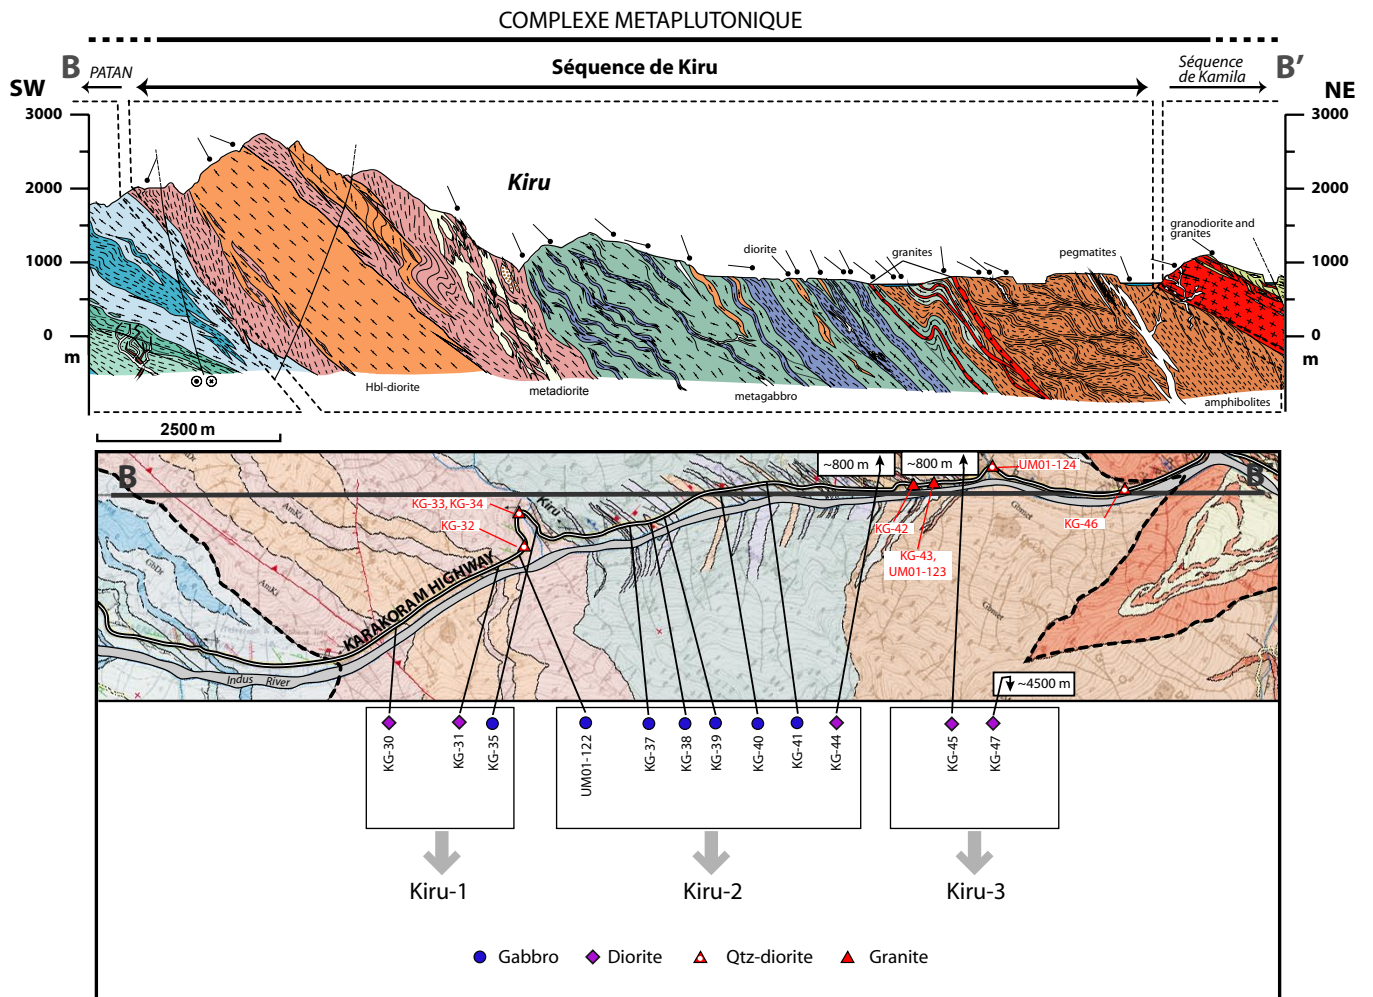 COMPLEXE METAPLUTONIQUE
B
PATAN
Séquence de Kiru
Séquence
de Kamila
B’
SW
NE
3000
3000
2000
2000
1000
1000
0
0
m
m
Kiru
diorite
granites
pegmatites
granodiorite and
granites
Hbl-diorite
metadiorite
metagabbro
amphibolites
2500 m
B
B'
~800 m
~800 m
UM01-124
KG-33, KG-34
KG-32
Kiru
KG-42
KG-43,
UM01-123
KG-46
GbDi
AmKi
AmKi
KARAKORAM HIGHWAY
Indus River
~4500 m
KG-30
KG-31
KG-35
UM01-122
KG-37
KG-38
KG-39
KG-40
KG-41
KG-44
KG-45
KG-47
Kiru-1
Kiru-2
Kiru-3
Gabbro
Diorite
Qtz-diorite
Granite